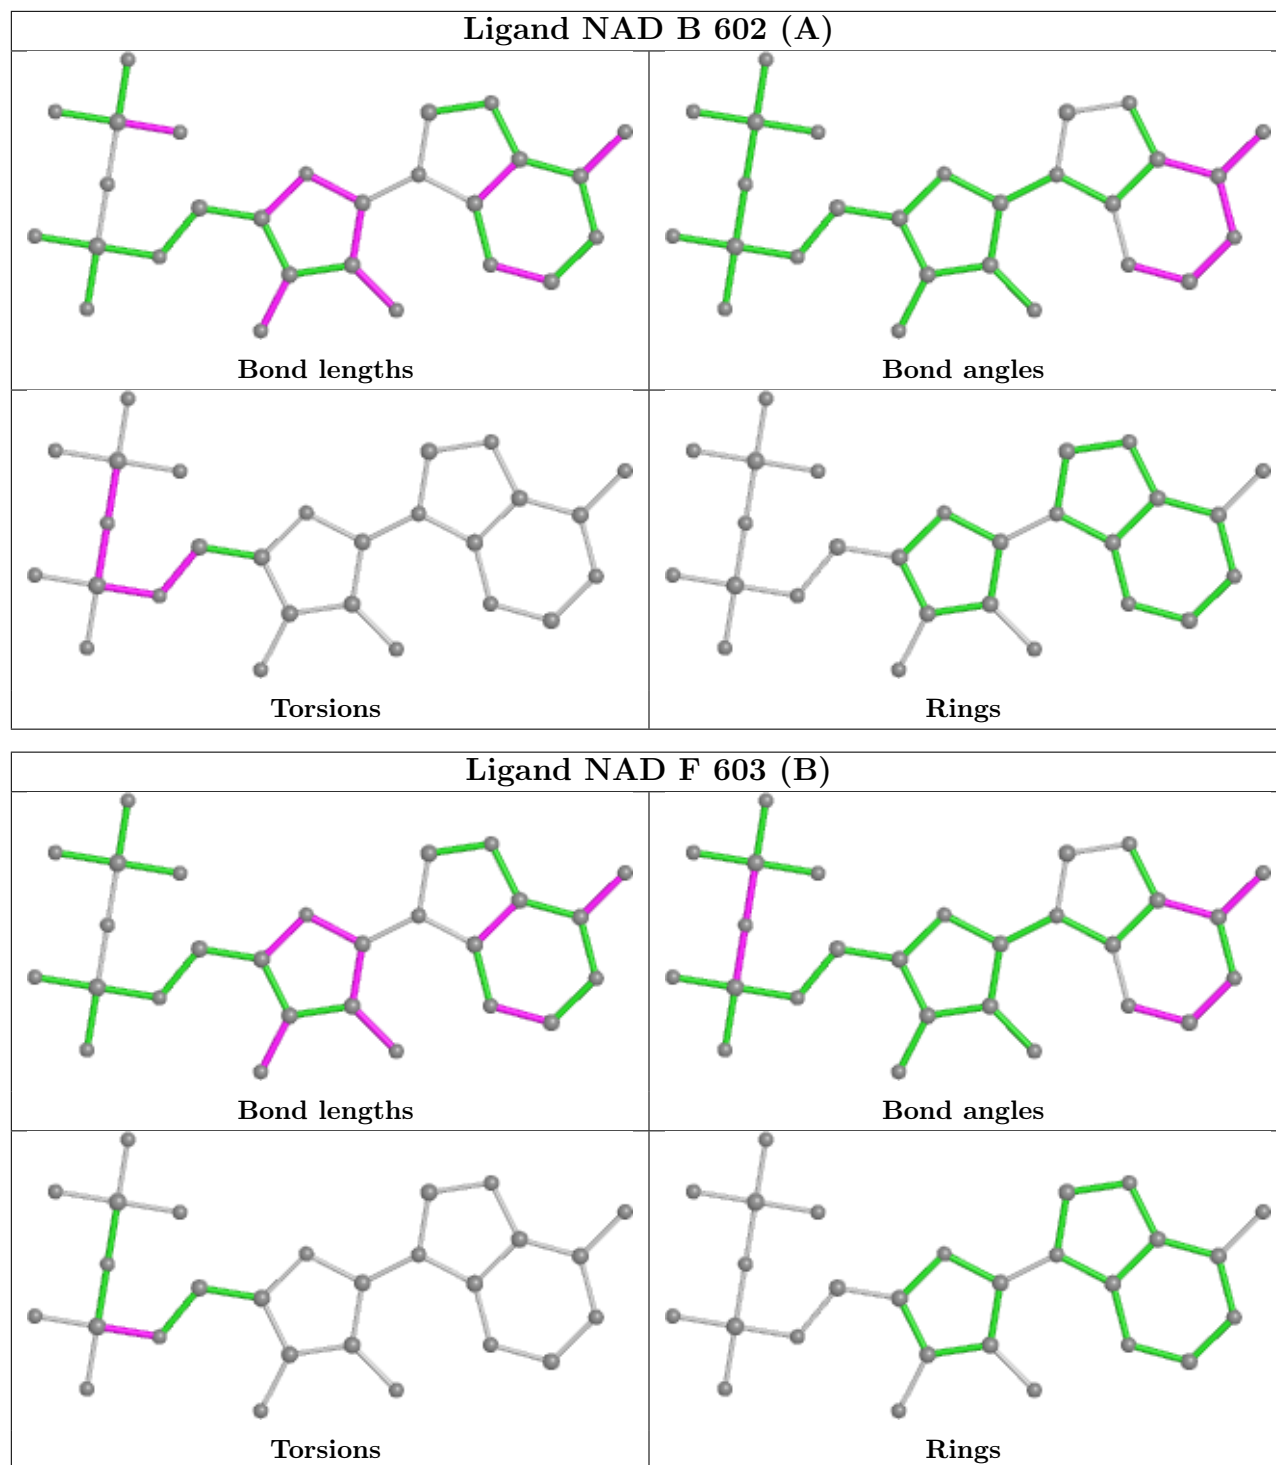 Ligand NAD B 602 (A)
Bond lengths
Bond angles
Torsions
Rings
Ligand NAD F 603 (B)
Bond lengths
Bond angles
Torsions
Rings